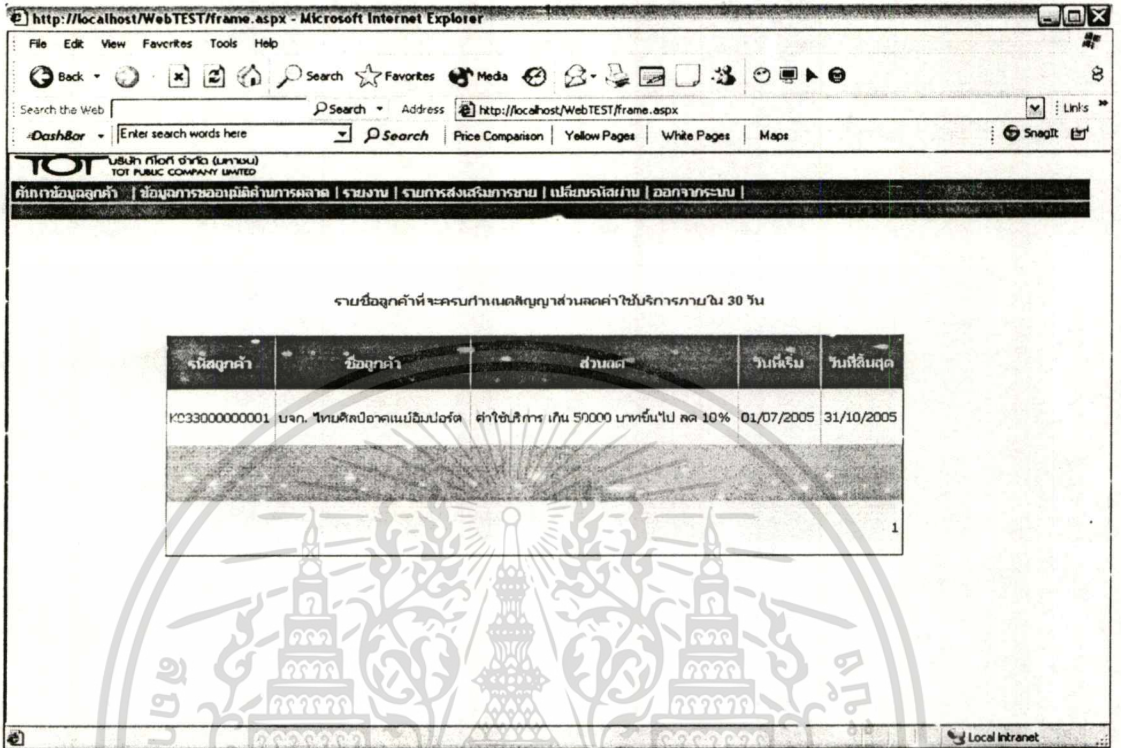 http://localhost/WebTEST/frame.aspx - Microsoft Internet Explorer
File Edit View Favorites Tools Help
Back Search Favorites Media
Search the Web Search Address http://localhost/WebTEST/frame.aspx Links »
DashBar Enter search words here Search Price Comparison Yellow Pages White Pages Maps SnagIt
TOT บริษัท ทีโอที จำกัด (มหาชน)
TOT PUBLIC COMPANY LIMITED
ค้นหาข้อมูลลูกค้า | ข้อมูลการขออนุมัติด้านการตลาด | รายงาน | รายการส่งเสริมการขาย | เปลี่ยนรหัสผ่าน | ออกจากระบบ |
รายชื่อลูกค้าที่จะครบกำหนดสัญญาส่วนลดค่าใช้บริการภายใน 30 วัน
รหัสลูกค้า ชื่อลูกค้า ส่วนลด วันที่เริ่ม วันที่สิ้นสุด
KC33000000001 บจก. ไทยศิลป์อาคเนย์อิมปอร์ต ค่าใช้บริการ เกิน 50000 บาทขึ้นไป ลด 10% 01/07/2005 31/10/2005
1
Local intranet